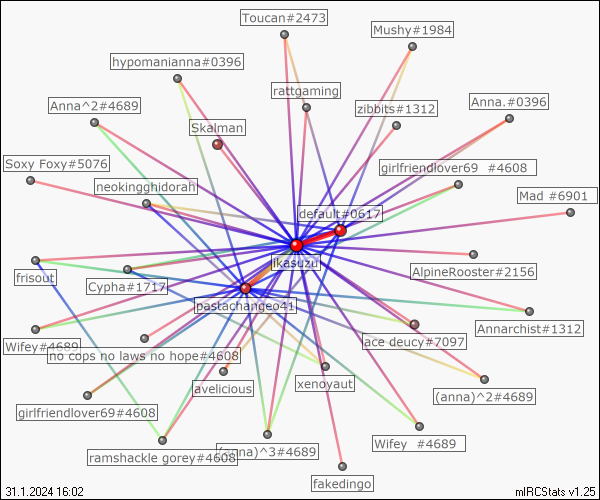 Toucan#2473
Mushy#1984
hypomanianna#0396
rattgaming
Anna^2#4689
zibbits#1312
Anna.#0396
Skalman
Soxy Foxy#5076
girlfriendlover69 #4608
neokingghidorah
Mad #6901
default#0617
ikasuzu
AlpineRooster#2156
frisout
Cypha#1717
pastachangeo41
Annarchist#1312
Wifey#4689
ace deucy#7097
no cops no laws no hope#4608
avelicious
xenoyaut
(anna)^2#4689
girlfriendlover69#4608
Wifey #4689
(anna)^3#4689
ramshackle gorey#4608
fakedingo
31.1.2024 16:02
mIRCStats v1.25